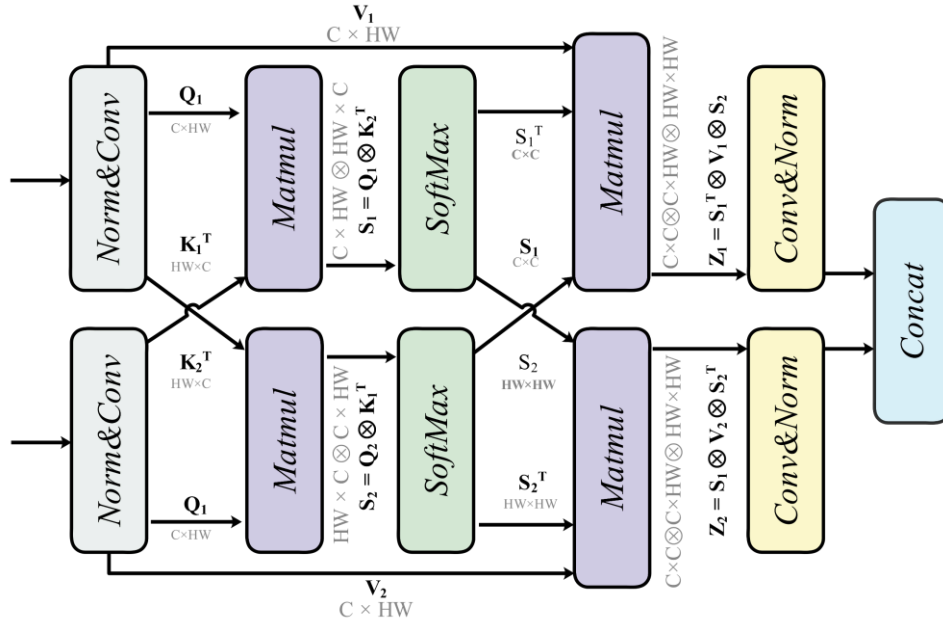 V₁
C × HW
Norm&Conv
Q₁
C×HW
K₁ᵀ
HW×C
Matmul
C × HW ⊗ HW × C
S₁ = Q₁ ⊗ K₂ᵀ
SoftMax
S₁ᵀ
C×C
S₁
C×C
Matmul
C×C⊗C×HW⊗HW×HW
Z₁ = S₁ᵀ ⊗ V₁ ⊗ S₂
Conv&Norm
Concat
Norm&Conv
K₂ᵀ
HW×C
Q₁
C×HW
Matmul
HW × C ⊗ C × HW
S₂ = Q₂ ⊗ K₁ᵀ
SoftMax
S₂
HW×HW
S₂ᵀ
HW×HW
Matmul
C×C⊗C×HW⊗HW×HW
Z₂ = S₁ ⊗ V₂ ⊗ S₂ᵀ
Conv&Norm
V₂
C × HW